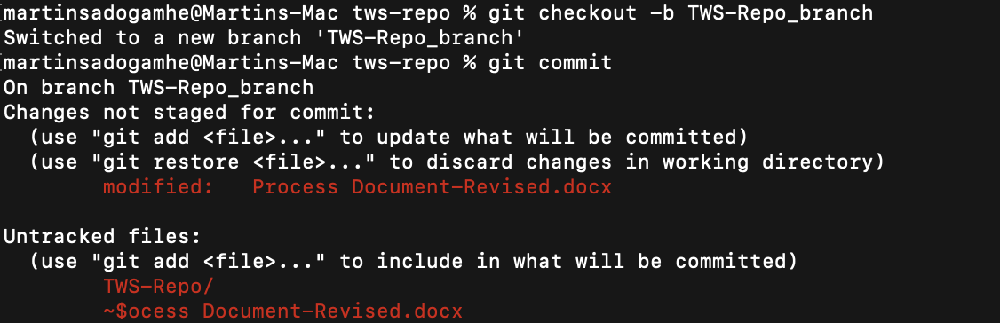 [martinsadogamhe@Martins-Mac tws-repo % git checkout -b TWS-Repo_branch
Switched to a new branch 'TWS-Repo_branch'
[martinsadogamhe@Martins-Mac tws-repo % git commit
On branch TWS-Repo_branch
Changes not staged for commit:
  (use "git add <file>..." to update what will be committed)
  (use "git restore <file>..." to discard changes in working directory)
        modified:   Process Document-Revised.docx

Untracked files:
  (use "git add <file>..." to include in what will be committed)
        TWS-Repo/
        ~$ocess Document-Revised.docx